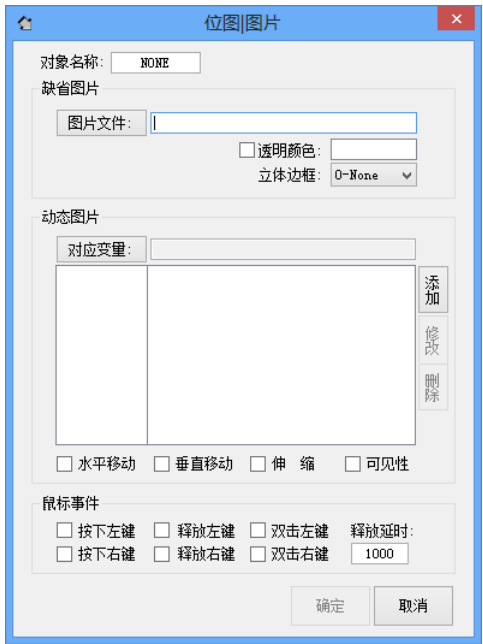 位图|图片
对象名称: NONE
缺省图片
图片文件:
透明颜色:
立体边框: 0-None
动态图片
对应变量:
添加
修改
删除
水平移动 垂直移动 伸 缩 可见性
鼠标事件
按下左键 释放左键 双击左键 释放延时:
按下右键 释放右键 双击右键 1000
确定 取消